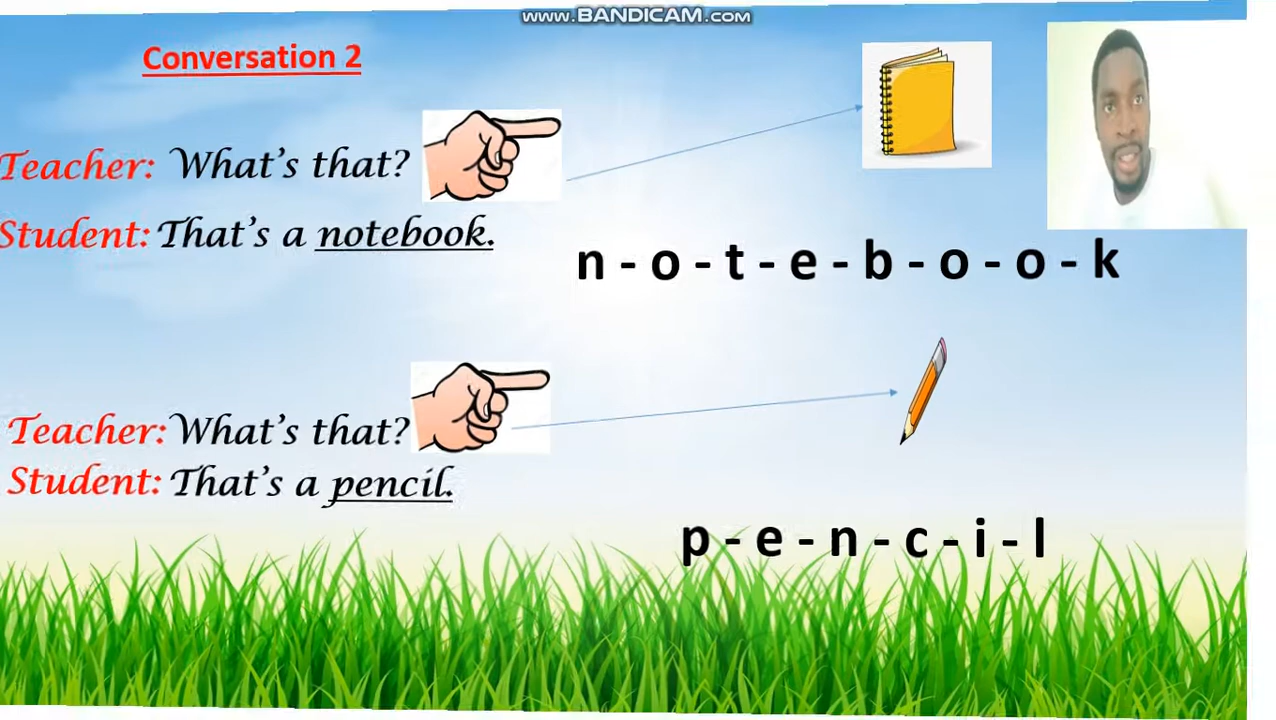 www.BANDICAM.com
Conversation 2
Teacher: What's that?
Student: That's a notebook.
n - o - t - e - b - o - o - k
Teacher: What's that?
Student: That's a pencil.
p - e - n - c - i - l